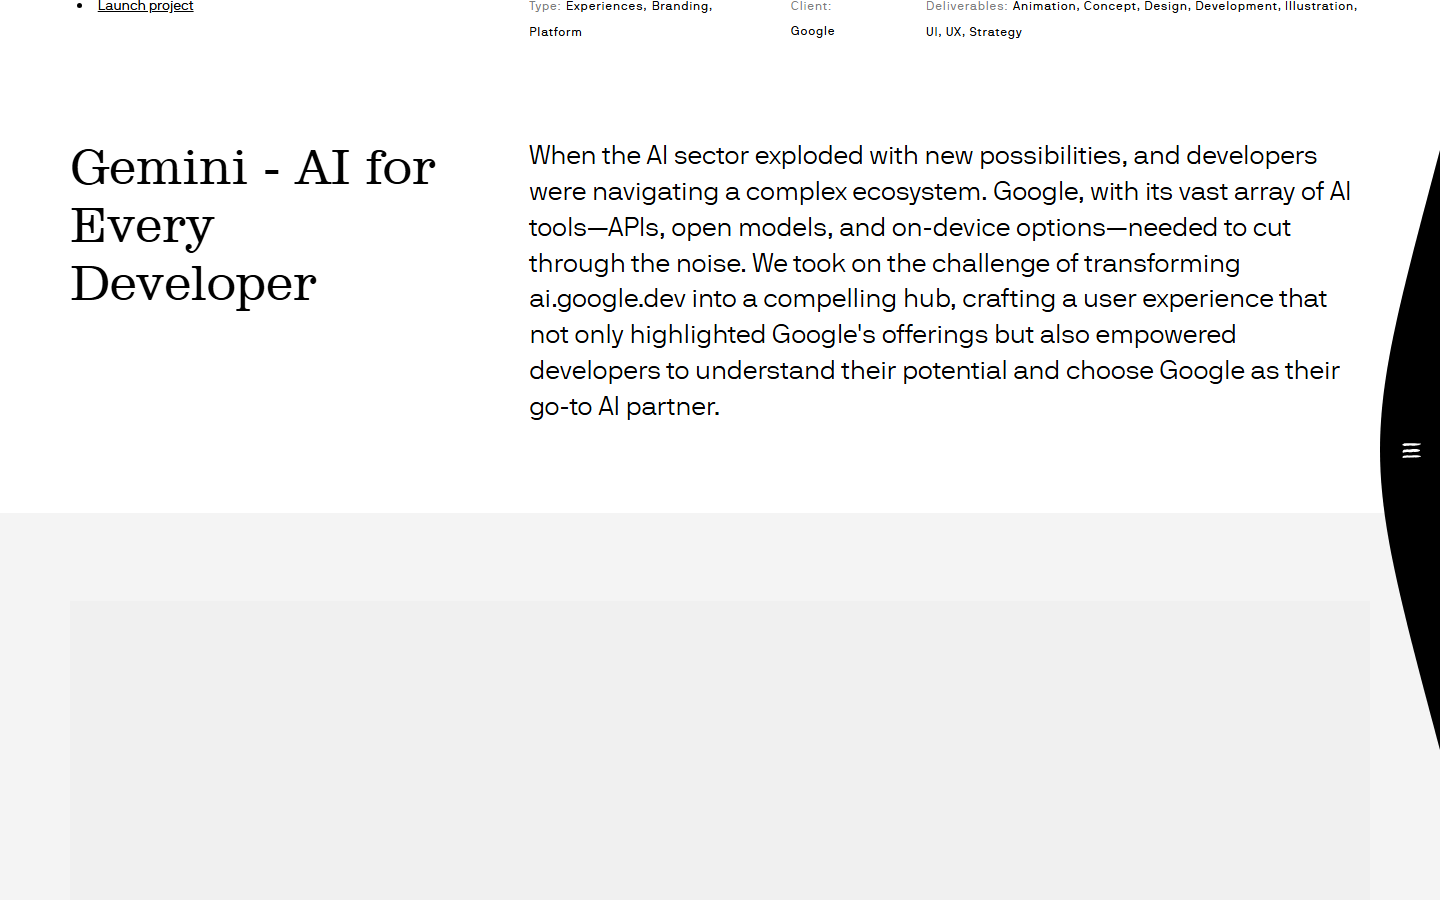 Launch project
Type: Experiences, Branding,
Platform
Client:
Google
Deliverables: Animation, Concept, Design, Development, Illustration,
UI, UX, Strategy
Gemini - AI for
Every
Developer
When the AI sector exploded with new possibilities, and developers
were navigating a complex ecosystem. Google, with its vast array of AI
tools—APIs, open models, and on-device options—needed to cut
through the noise. We took on the challenge of transforming
ai.google.dev into a compelling hub, crafting a user experience that
not only highlighted Google's offerings but also empowered
developers to understand their potential and choose Google as their
go-to AI partner.